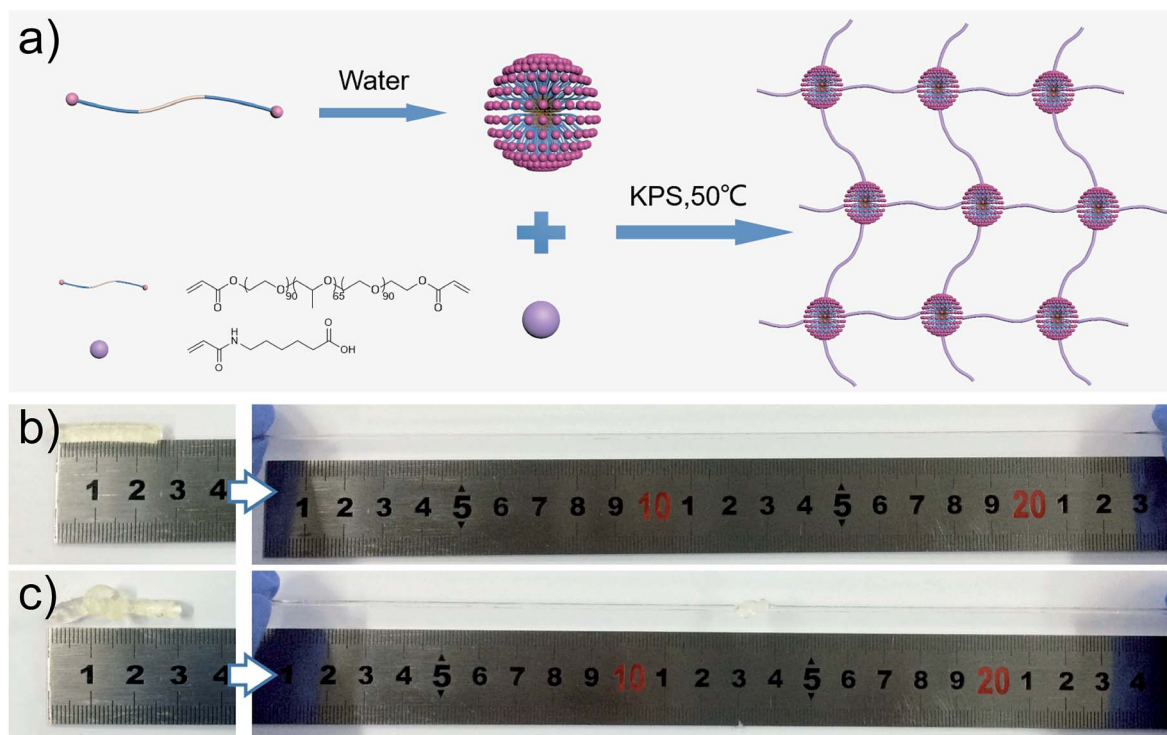 a)
Water
KPS,50℃
O
90
O
65
O
90
O
O
O
O
H
N
O
O
OH
b)
1 2 3 4
1 2 3 4 5 6 7 8 9 10 1 2 3 4 5 6 7 8 9 20 1 2 3
c)
1 2 3 4
1 2 3 4 5 6 7 8 9 10 1 2 3 4 5 6 7 8 9 20 1 2 3 4